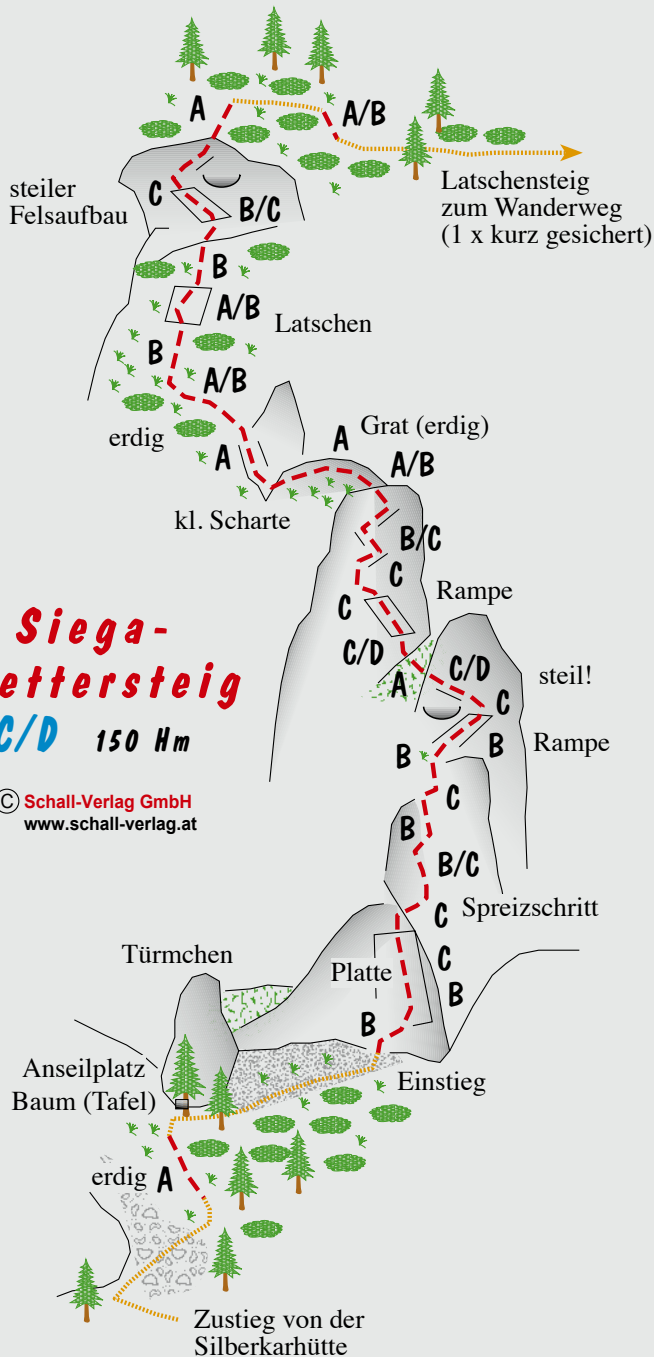 A
A/B
Latschensteig
zum Wanderweg
(1 x kurz gesichert)
steiler
Felsaufbau
C
B/C
B
A/B
Latschen
B
A/B
erdig
A
A
Grat (erdig)
A/B
kl. Scharte
B/C
C
Rampe
C
C/D
A
C/D
steil!
C
B
Rampe
B
C
B
B/C
C
Spreizschritt
C
B
Platte
B
Siega-
ettersteig
C/D 150 Hm
© Schall-Verlag GmbH
www.schall-verlag.at
Türmchen
Anseilplatz
Baum (Tafel)
Einstieg
erdig A
Zustieg von der
Silberkarhütte